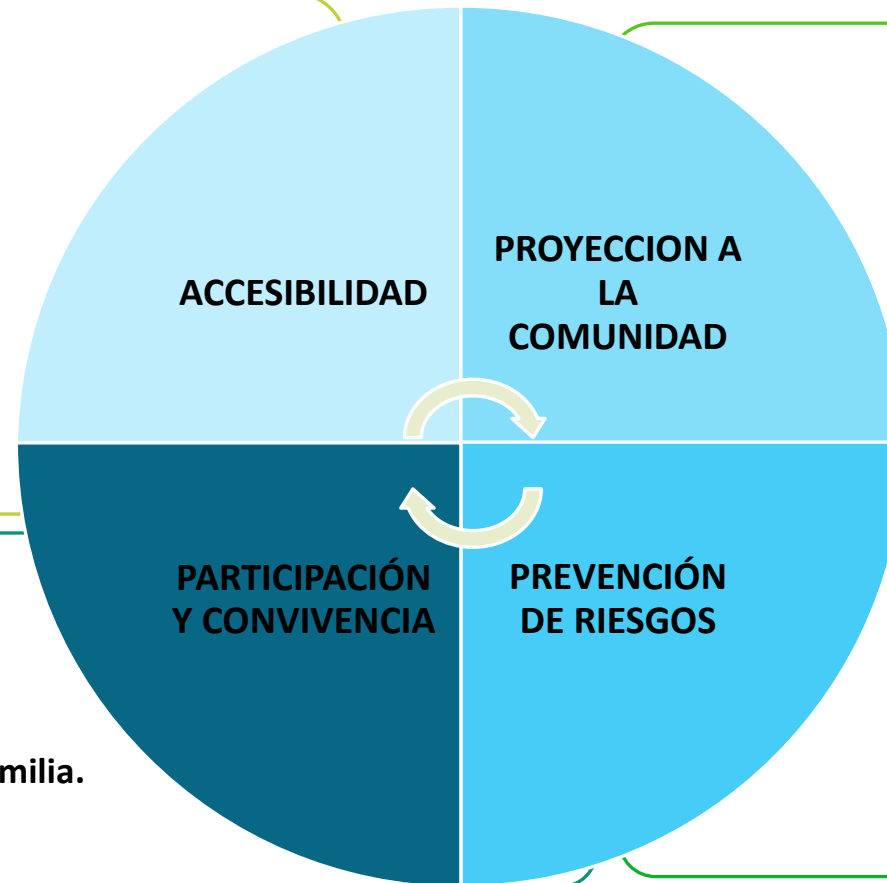 ACCESIBILIDAD
PROYECCION A
LA
COMUNIDAD
PARTICIPACIÓN
Y CONVIVENCIA
PREVENCIÓN
DE RIESGOS
milia.